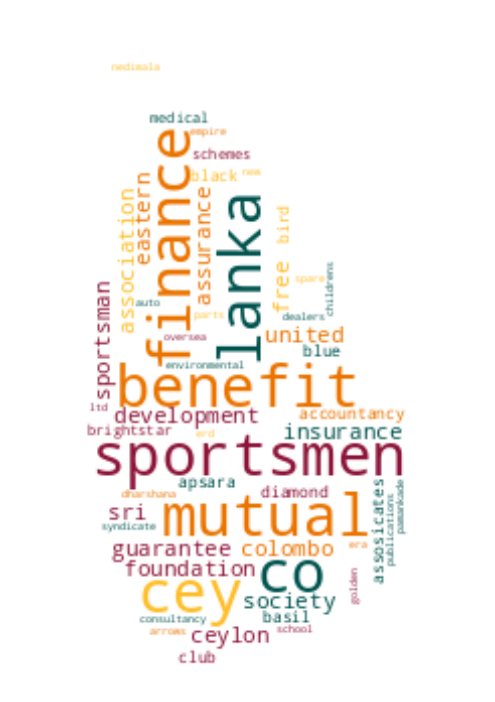 nedimala
medical
empire
finance
schemes
black
new
eastern
association
assurance
lanka
bird
free
spare
childrens
sportsman
auto
parts
dealers
oversea
united
blue
environmental
benefit
ltd
development
accountancy
brightstar
erd
insurance
sportsmen
apsara
dharshana
diamond
assosicates
publications
pamankade
sri
syndicate
mutual
guarantee
colombo
era
foundation
co
cey
golden
society
consultancy
basil
arrows
ceylon
school
club